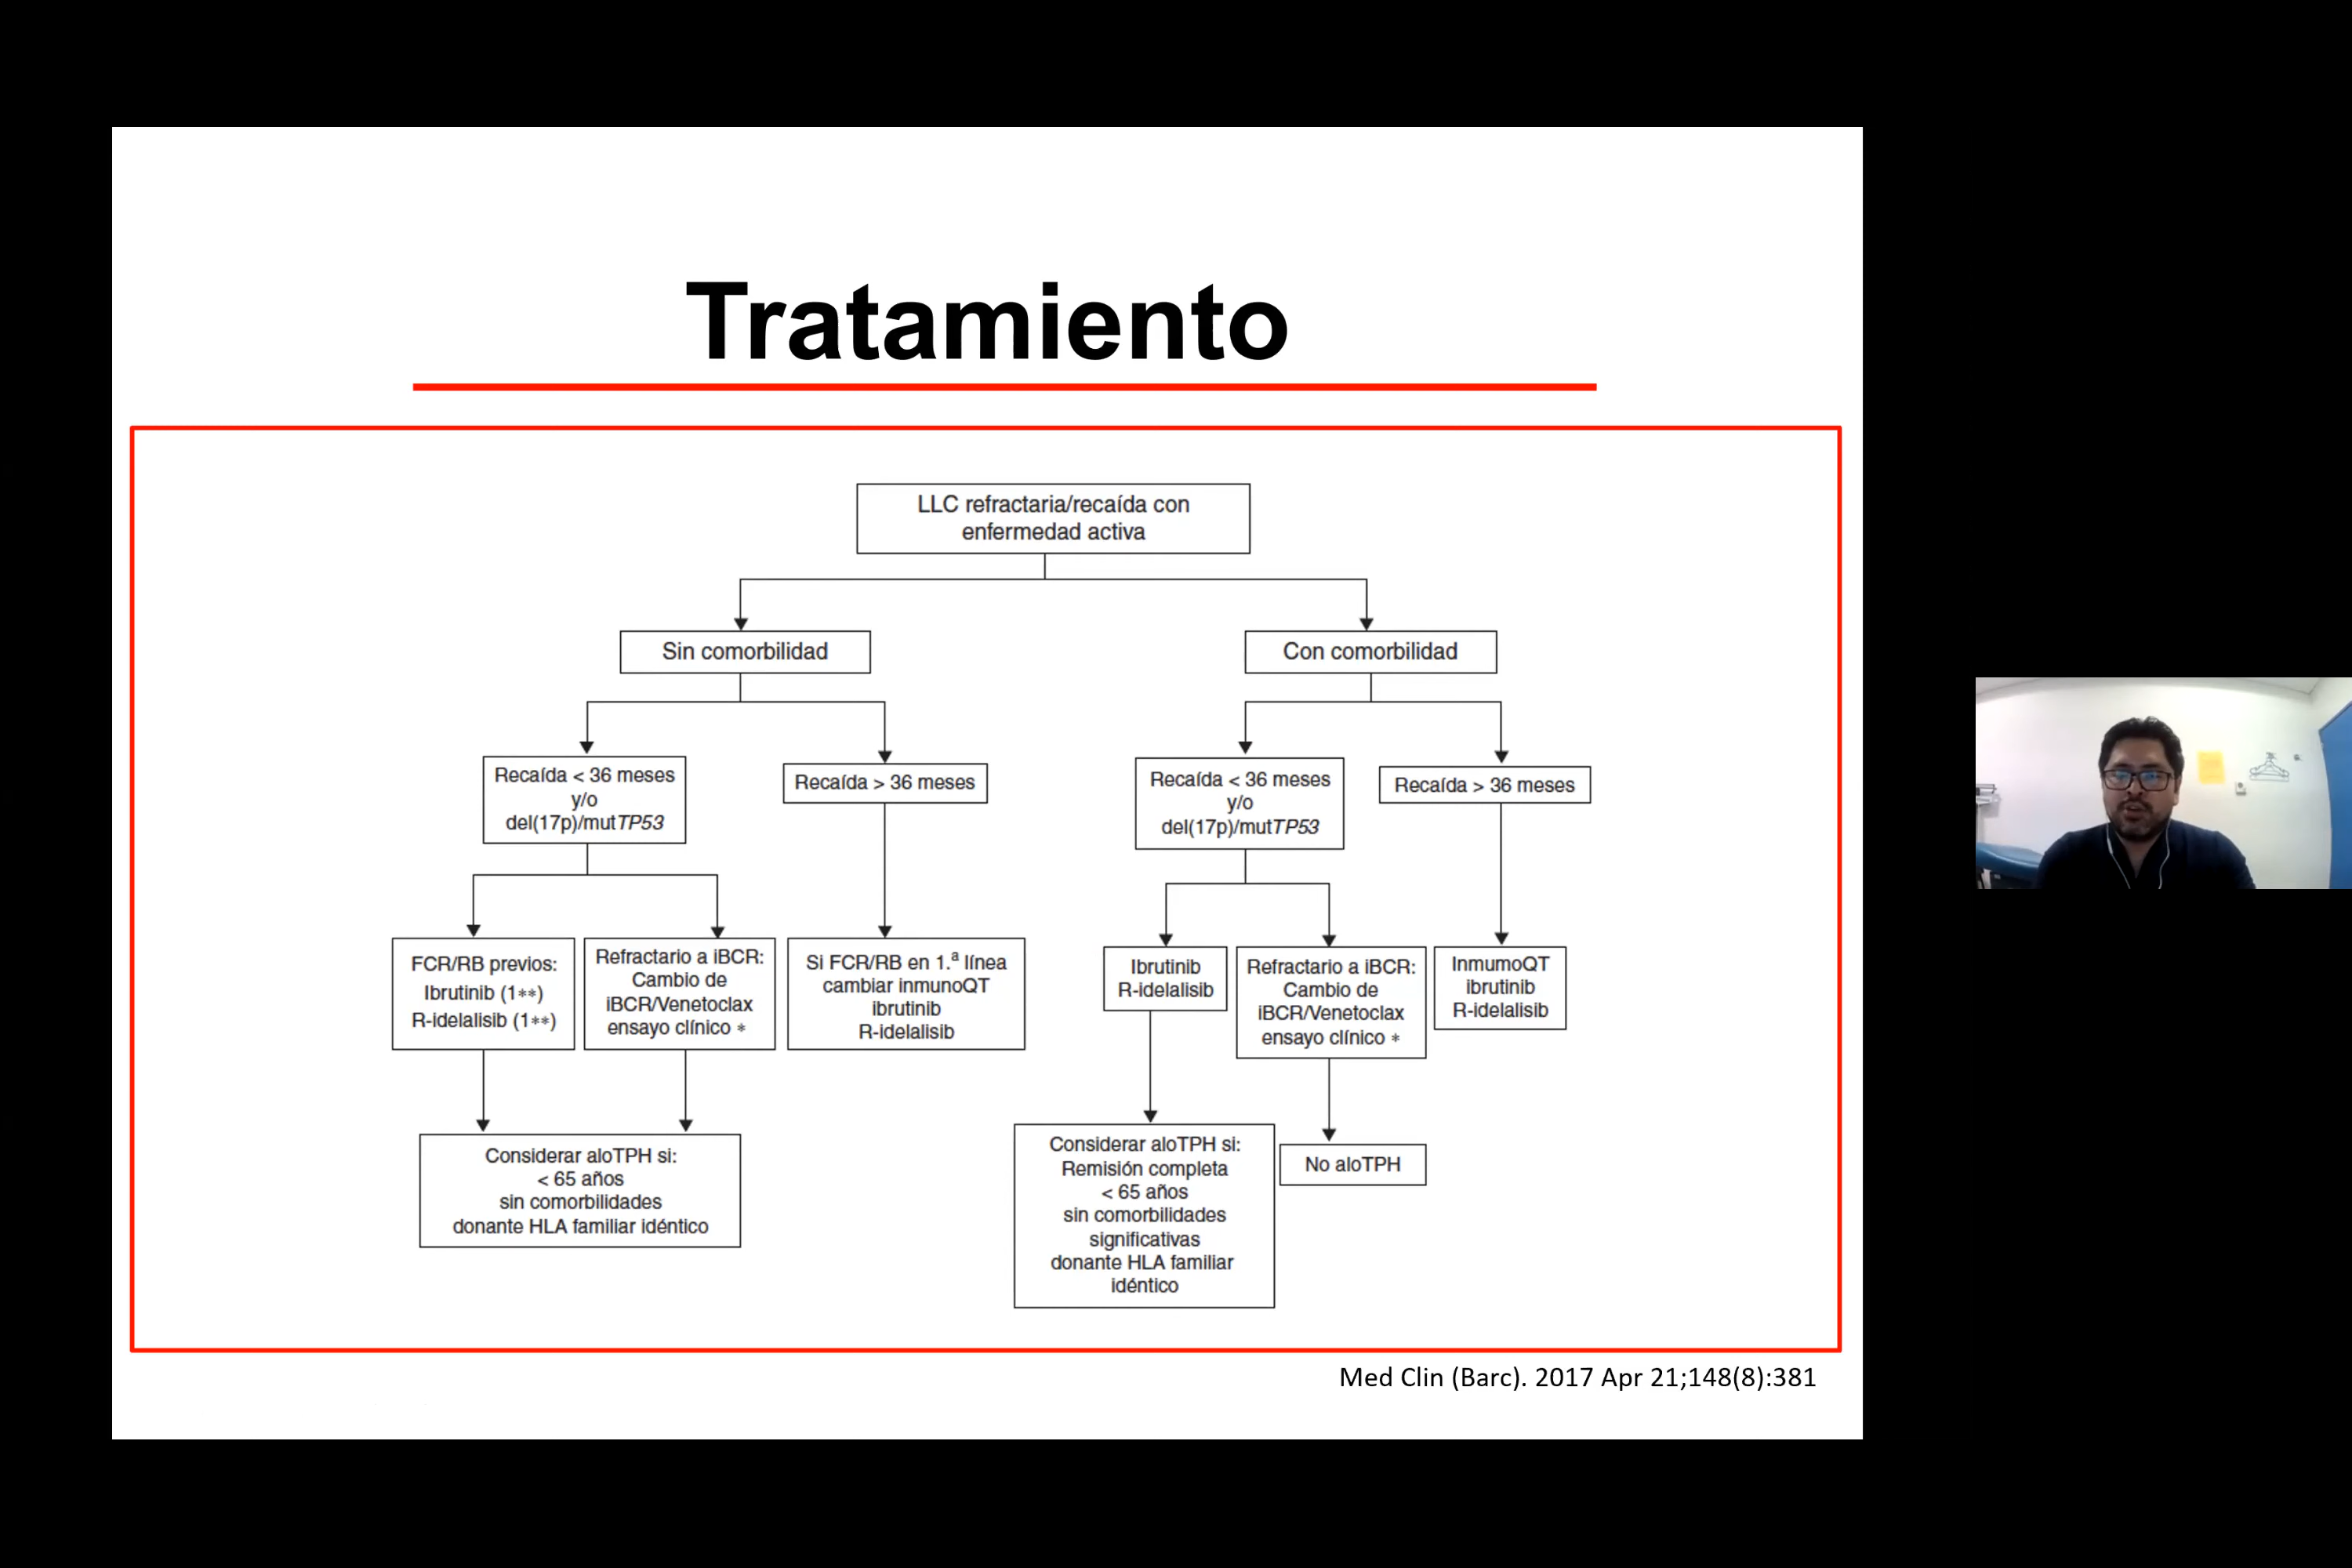 Tratamiento
LLC refractaria/recaída con
enfermedad activa
Sin comorbilidad
Con comorbilidad
Recaída < 36 meses
y/o
del(17p)/mutTP53
Recaída > 36 meses
Recaída < 36 meses
y/o
del(17p)/mutTP53
Recaída > 36 meses
FCR/RB previos:
Ibrutinib (1**)
R-idelalisib (1**)
Refractario a iBCR:
Cambio de
iBCR/Venetoclax
ensayo clínico *
Si FCR/RB en 1.ª línea
cambiar inmunoQT
ibrutinib
R-idelalisib
Ibrutinib
R-idelalisib
Refractario a iBCR:
Cambio de
iBCR/Venetoclax
ensayo clínico *
InmumoQT
ibrutinib
R-idelalisib
Considerar aloTPH si:
< 65 años
sin comorbilidades
donante HLA familiar idéntico
Considerar aloTPH si:
Remisión completa
< 65 años
sin comorbilidades
significativas
donante HLA familiar
idéntico
No aloTPH
Med Clin (Barc). 2017 Apr 21;148(8):381